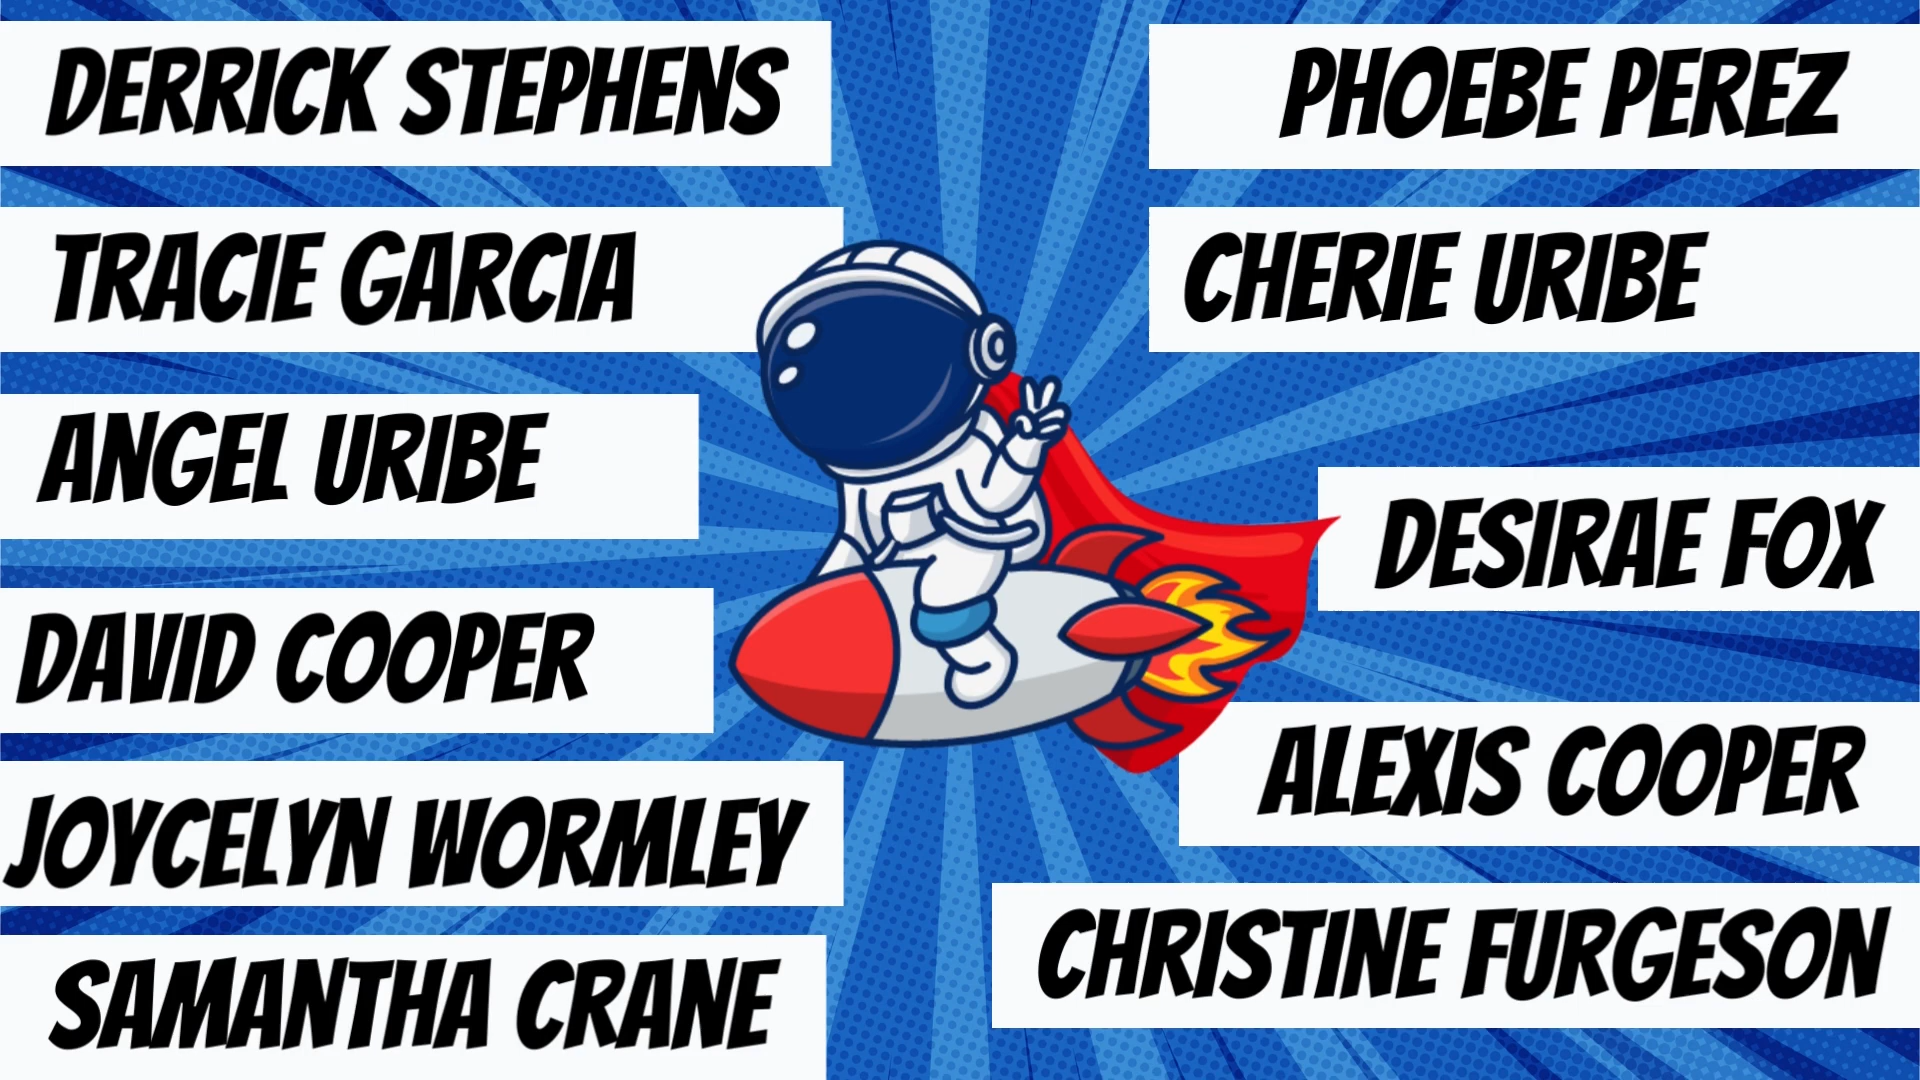 DERRICK STEPHENS
TRACIE GARCIA
ANGEL URIBE
DAVID COOPER
JOYCELYN WORMLEY
SAMANTHA CRANE
PHOEBE PEREZ
CHERIE URIBE
DESIRAE FOX
ALEXIS COOPER
CHRISTINE FURGESON